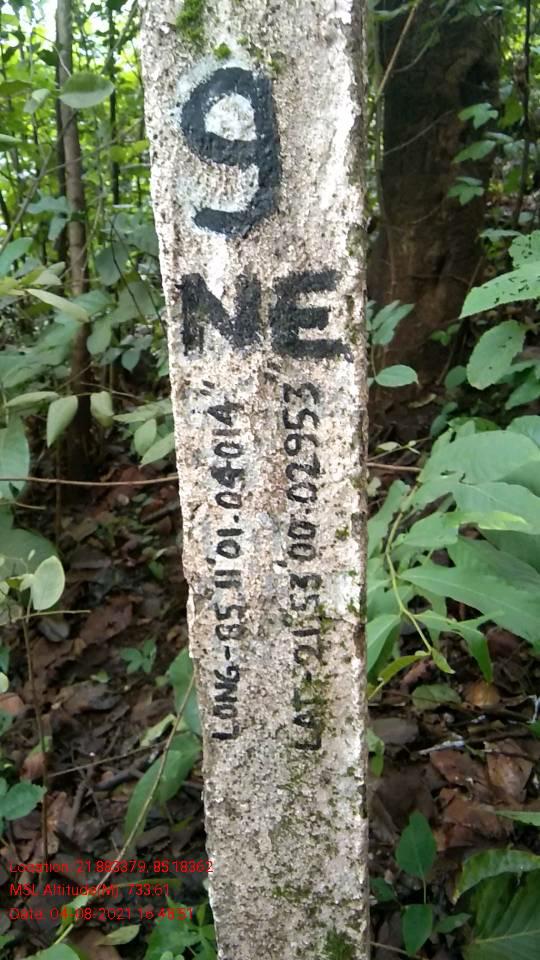 9
NE
LONG-85.11'01.04014"
LAT-21°53'00.02953"
Location: 21.883379, 85.18362
MSL Altitude(M): 733.61
Date: 04-08-2021 16:48:51